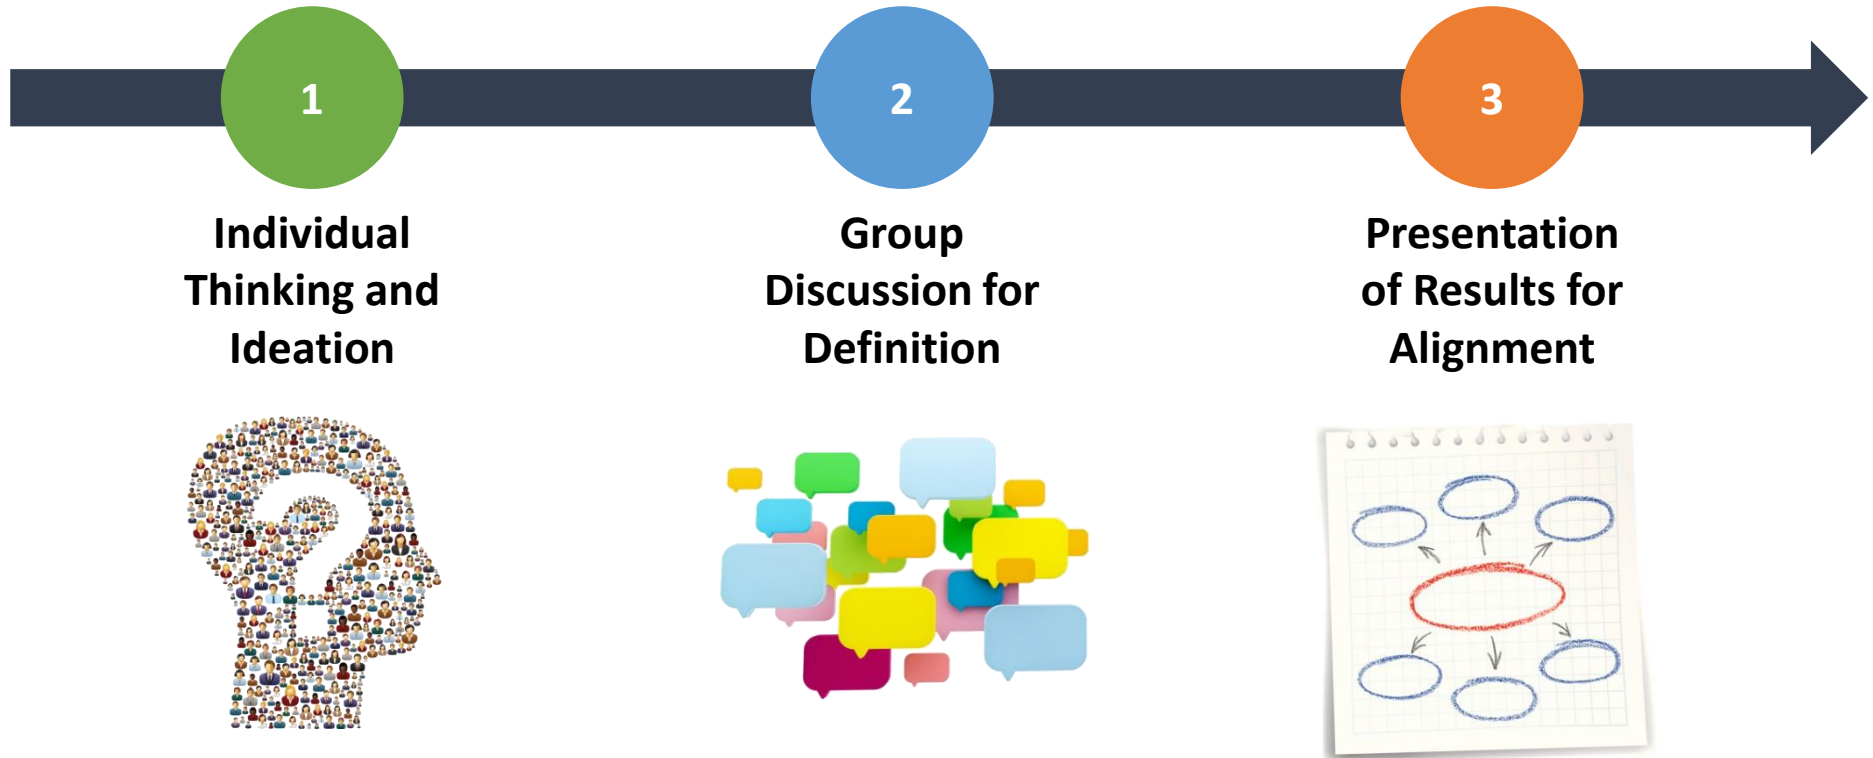 1
2
3
Individual
Thinking and
Ideation
Group
Discussion for
Definition
Presentation
of Results for
Alignment